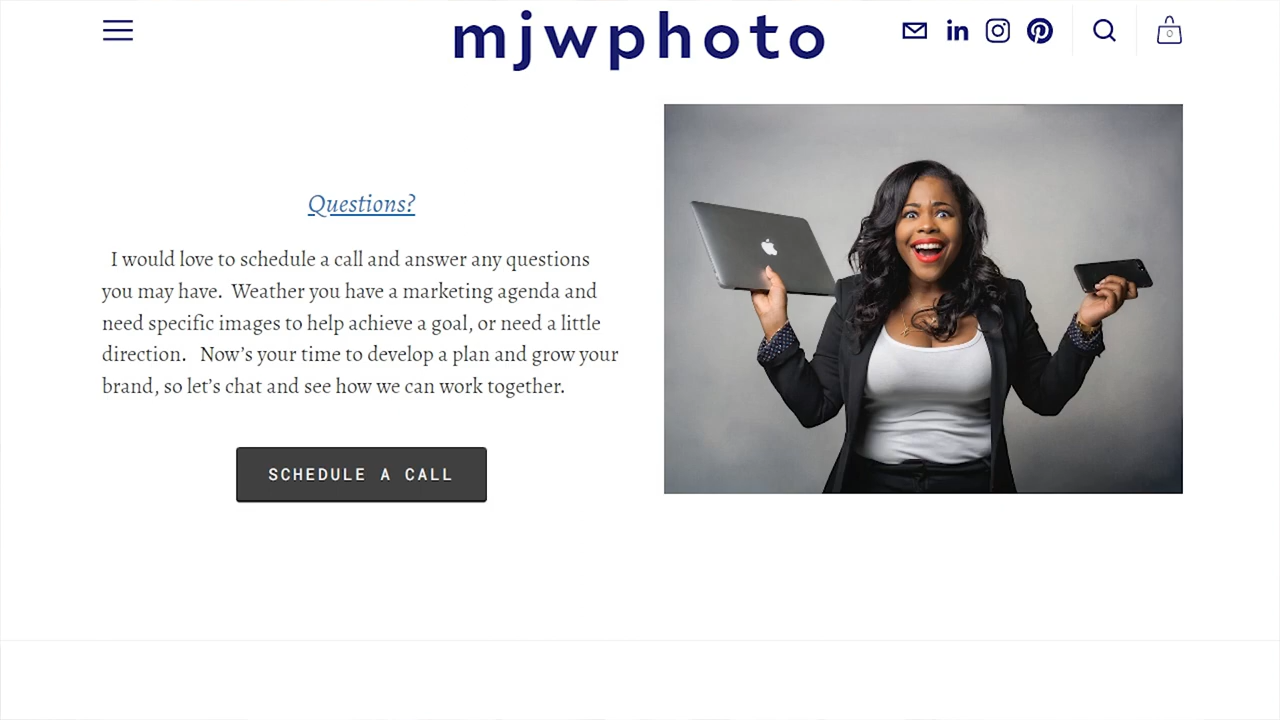 mjwphoto
0
Questions?
I would love to schedule a call and answer any questions
you may have.  Weather you have a marketing agenda and
need specific images to help achieve a goal, or need a little
direction.   Now’s your time to develop a plan and grow your
brand, so let’s chat and see how we can work together.
SCHEDULE A CALL